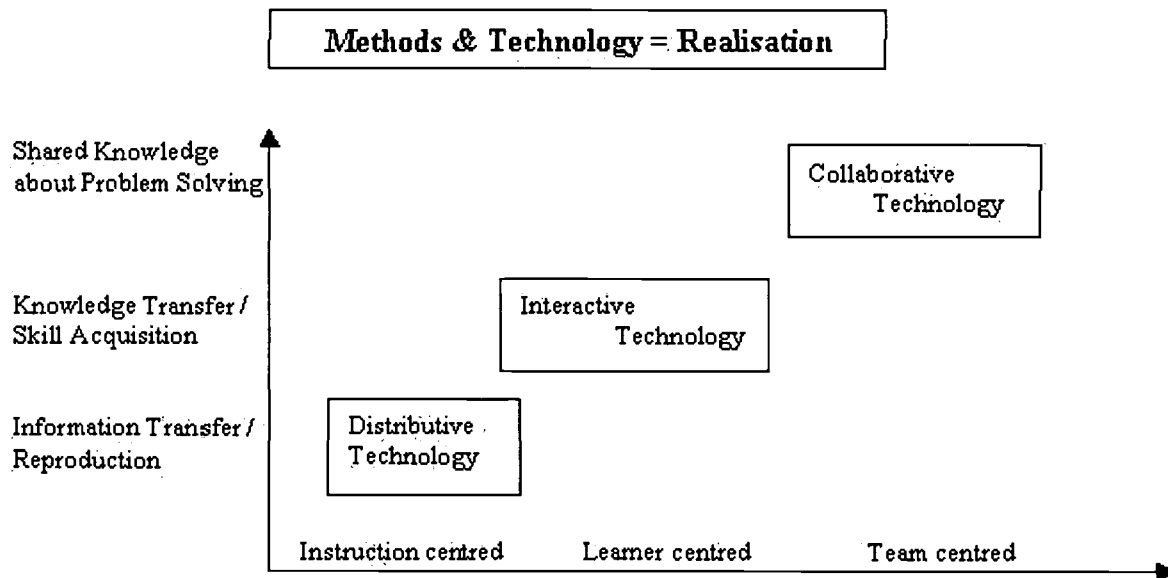 Methods & Technology = Realisation
Shared Knowledge
about Problem Solving
Collaborative
Technology
Knowledge Transfer /
Skill Acquisition
Interactive
Technology
Information Transfer /
Reproduction
Distributive
Technology
Instruction centred
Learner centred
Team centred